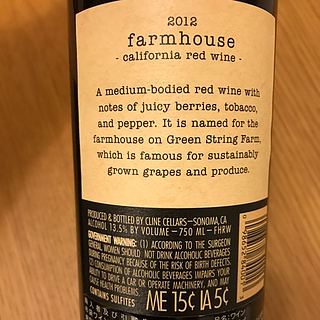 2012
farmhouse
- california red wine -
A medium-bodied red wine with
notes of juicy berries, tobacco,
and pepper. It is named for the
farmhouse on Green String Farm,
which is famous for sustainably
grown grapes and produce.
PRODUCED & BOTTLED BY CLINE CELLARS—SONOMA, CA
ALCOHOL 13.5% BY VOLUME – 750 ML – FHRW
GOVERNMENT WARNING: (1) ACCORDING TO THE SURGEON
GENERAL, WOMEN SHOULD NOT DRINK ALCOHOLIC BEVERAGES
DURING PREGNANCY BECAUSE OF THE RISK OF BIRTH DEFECTS.
(2) CONSUMPTION OF ALCOHOLIC BEVERAGES IMPAIRS YOUR
ABILITY TO DRIVE A CAR OR OPERATE MACHINERY, AND MAY
CAUSE HEALTH PROBLEMS.
CONTAINS SULFITES
ME 15¢ IA 5¢